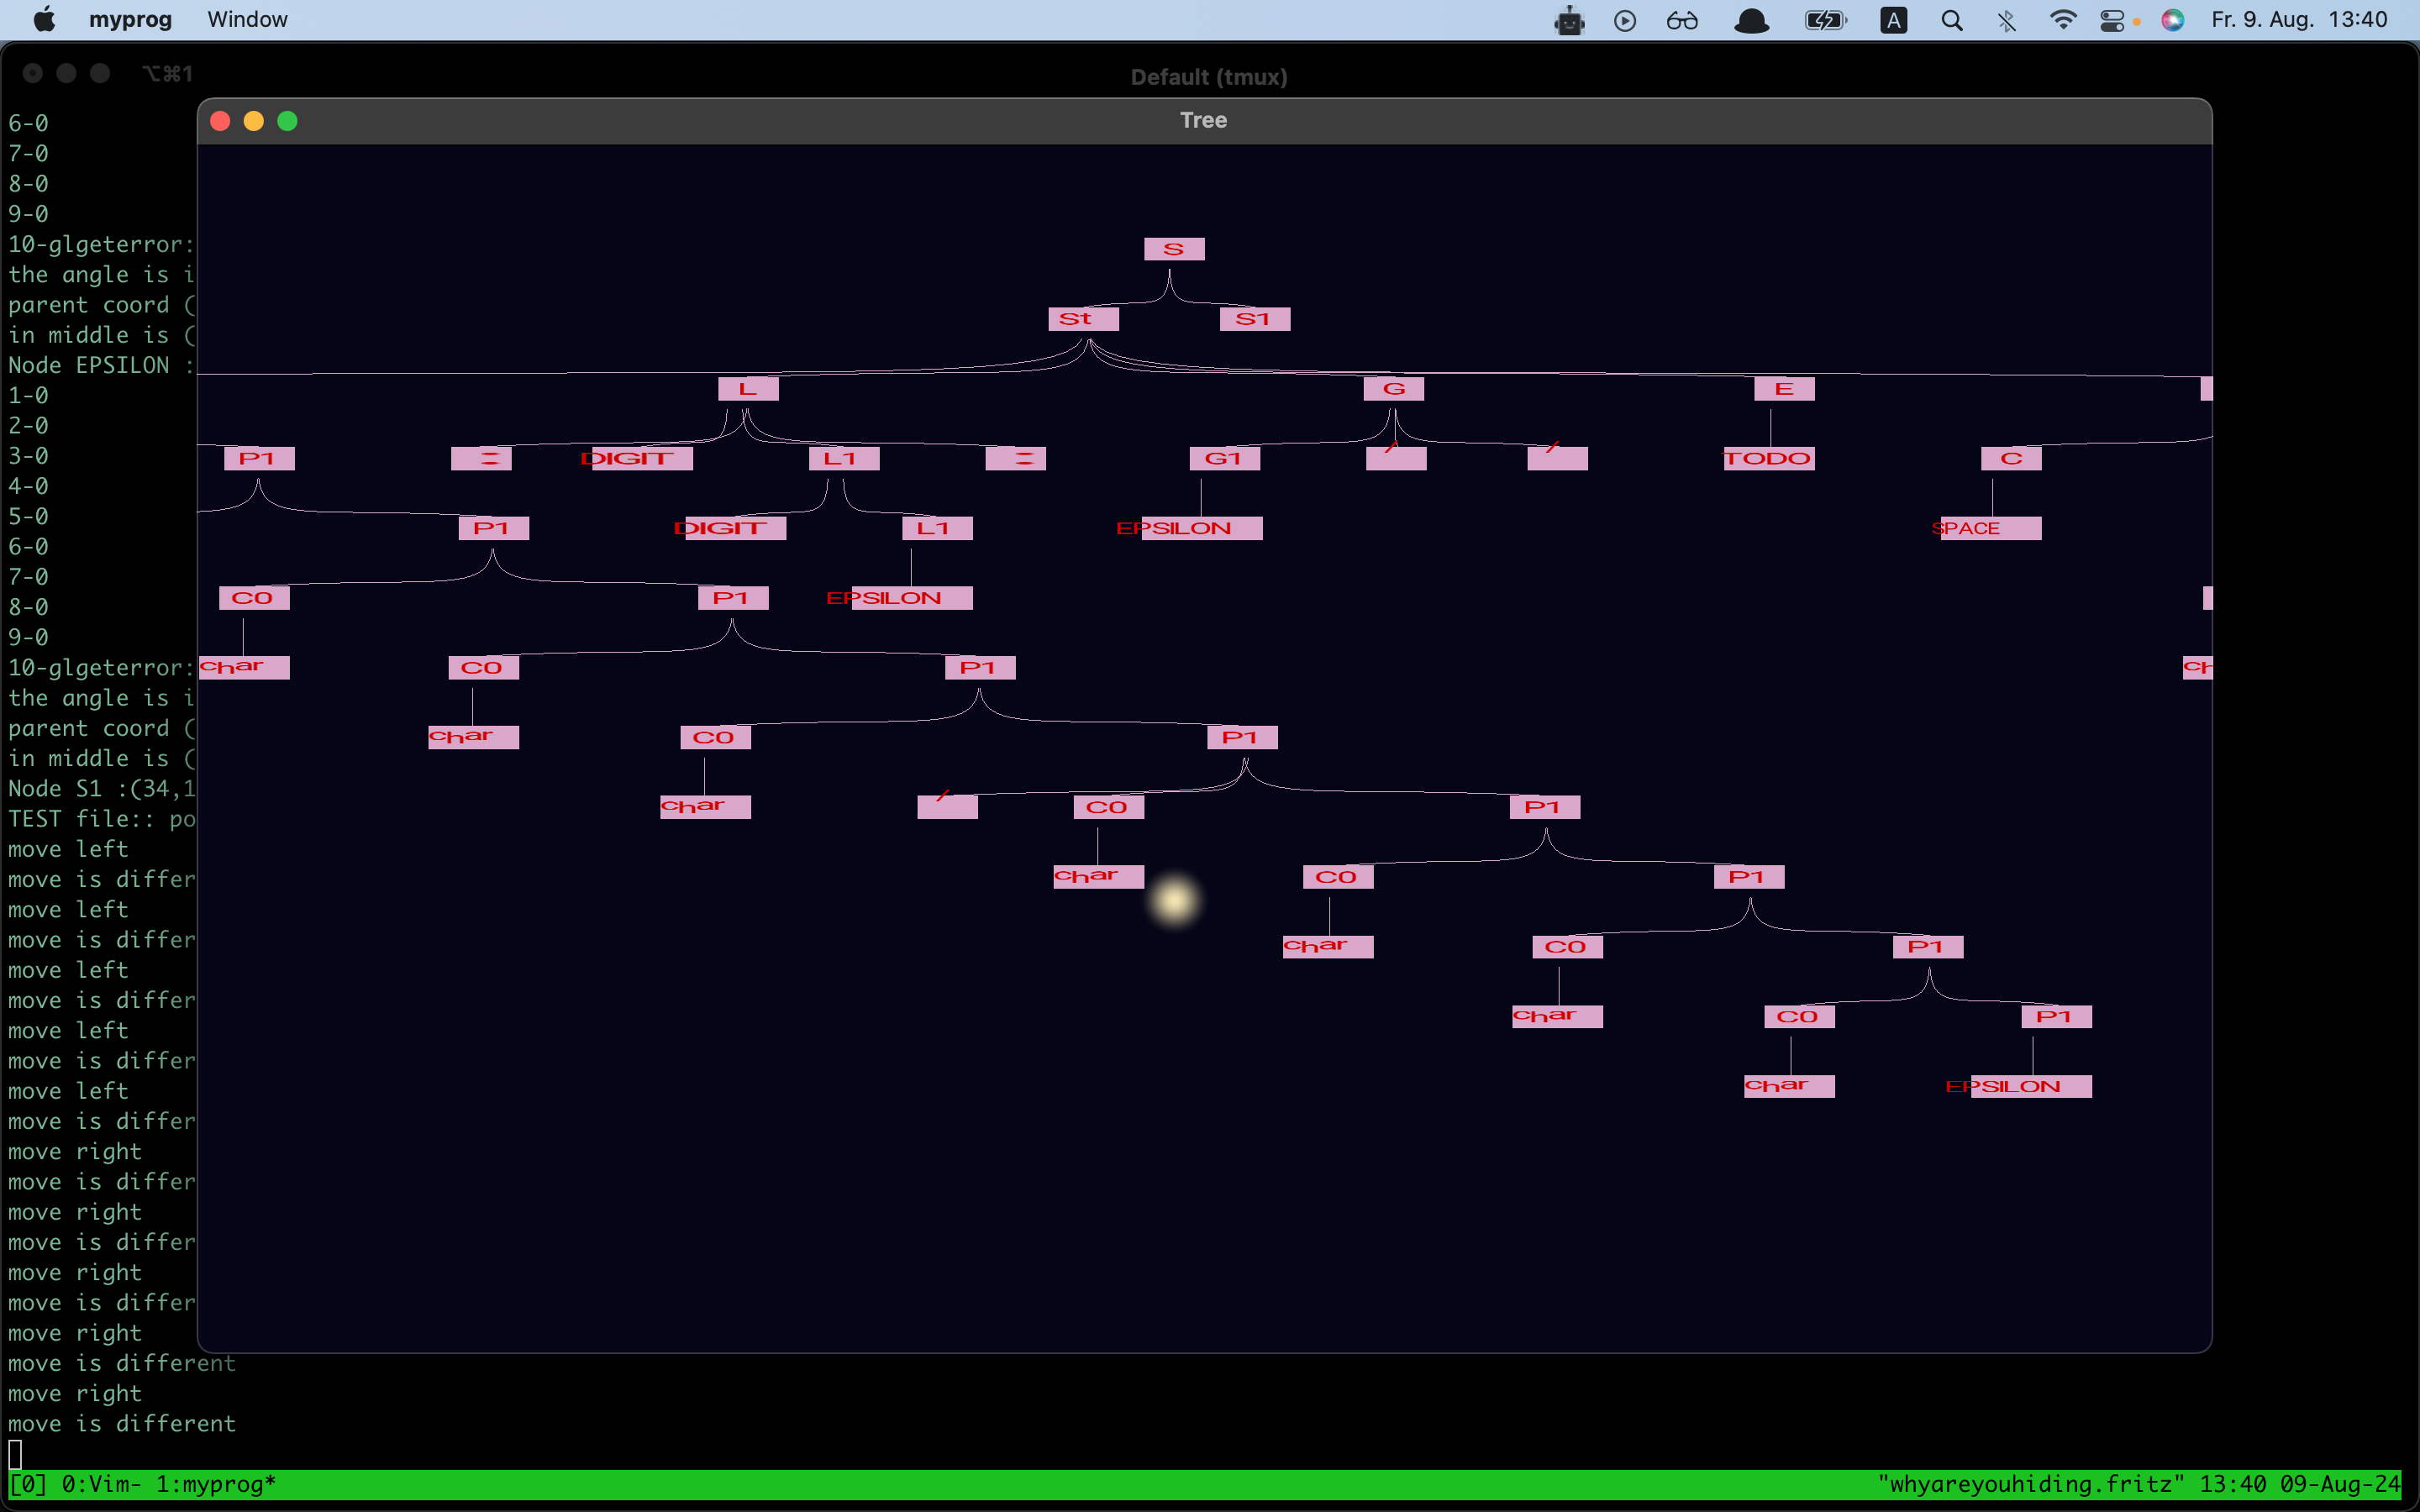 myprog Window
A Fr. 9. Aug. 13:40
⌥⌘1 Default (tmux)
Tree
6-0
7-0
8-0
9-0
10-glgeterror:
the angle is i
parent coord (
in middle is (
Node EPSILON :
1-0
2-0
3-0
4-0
5-0
6-0
7-0
8-0
9-0
10-glgeterror:
the angle is i
parent coord (
in middle is (
Node S1 :(34,1
TEST file:: po
move left
move is differ
move left
move is differ
move left
move is differ
move left
move is differ
move left
move is differ
move right
move is differ
move right
move is differ
move right
move is differ
move right
move is different
move right
move is different
S
St S1
L G E
P1 = DIGIT L1 = G1 / / TODO C
P1 DIGIT L1 EPSILON SPACE
C0 P1 EPSILON
char C0 P1 ch
char C0 P1
char / C0 P1
char C0 P1
char C0 P1
char C0 P1
char EPSILON
[0] 0:Vim- 1:myprog* "whyareyouhiding.fritz" 13:40 09-Aug-24